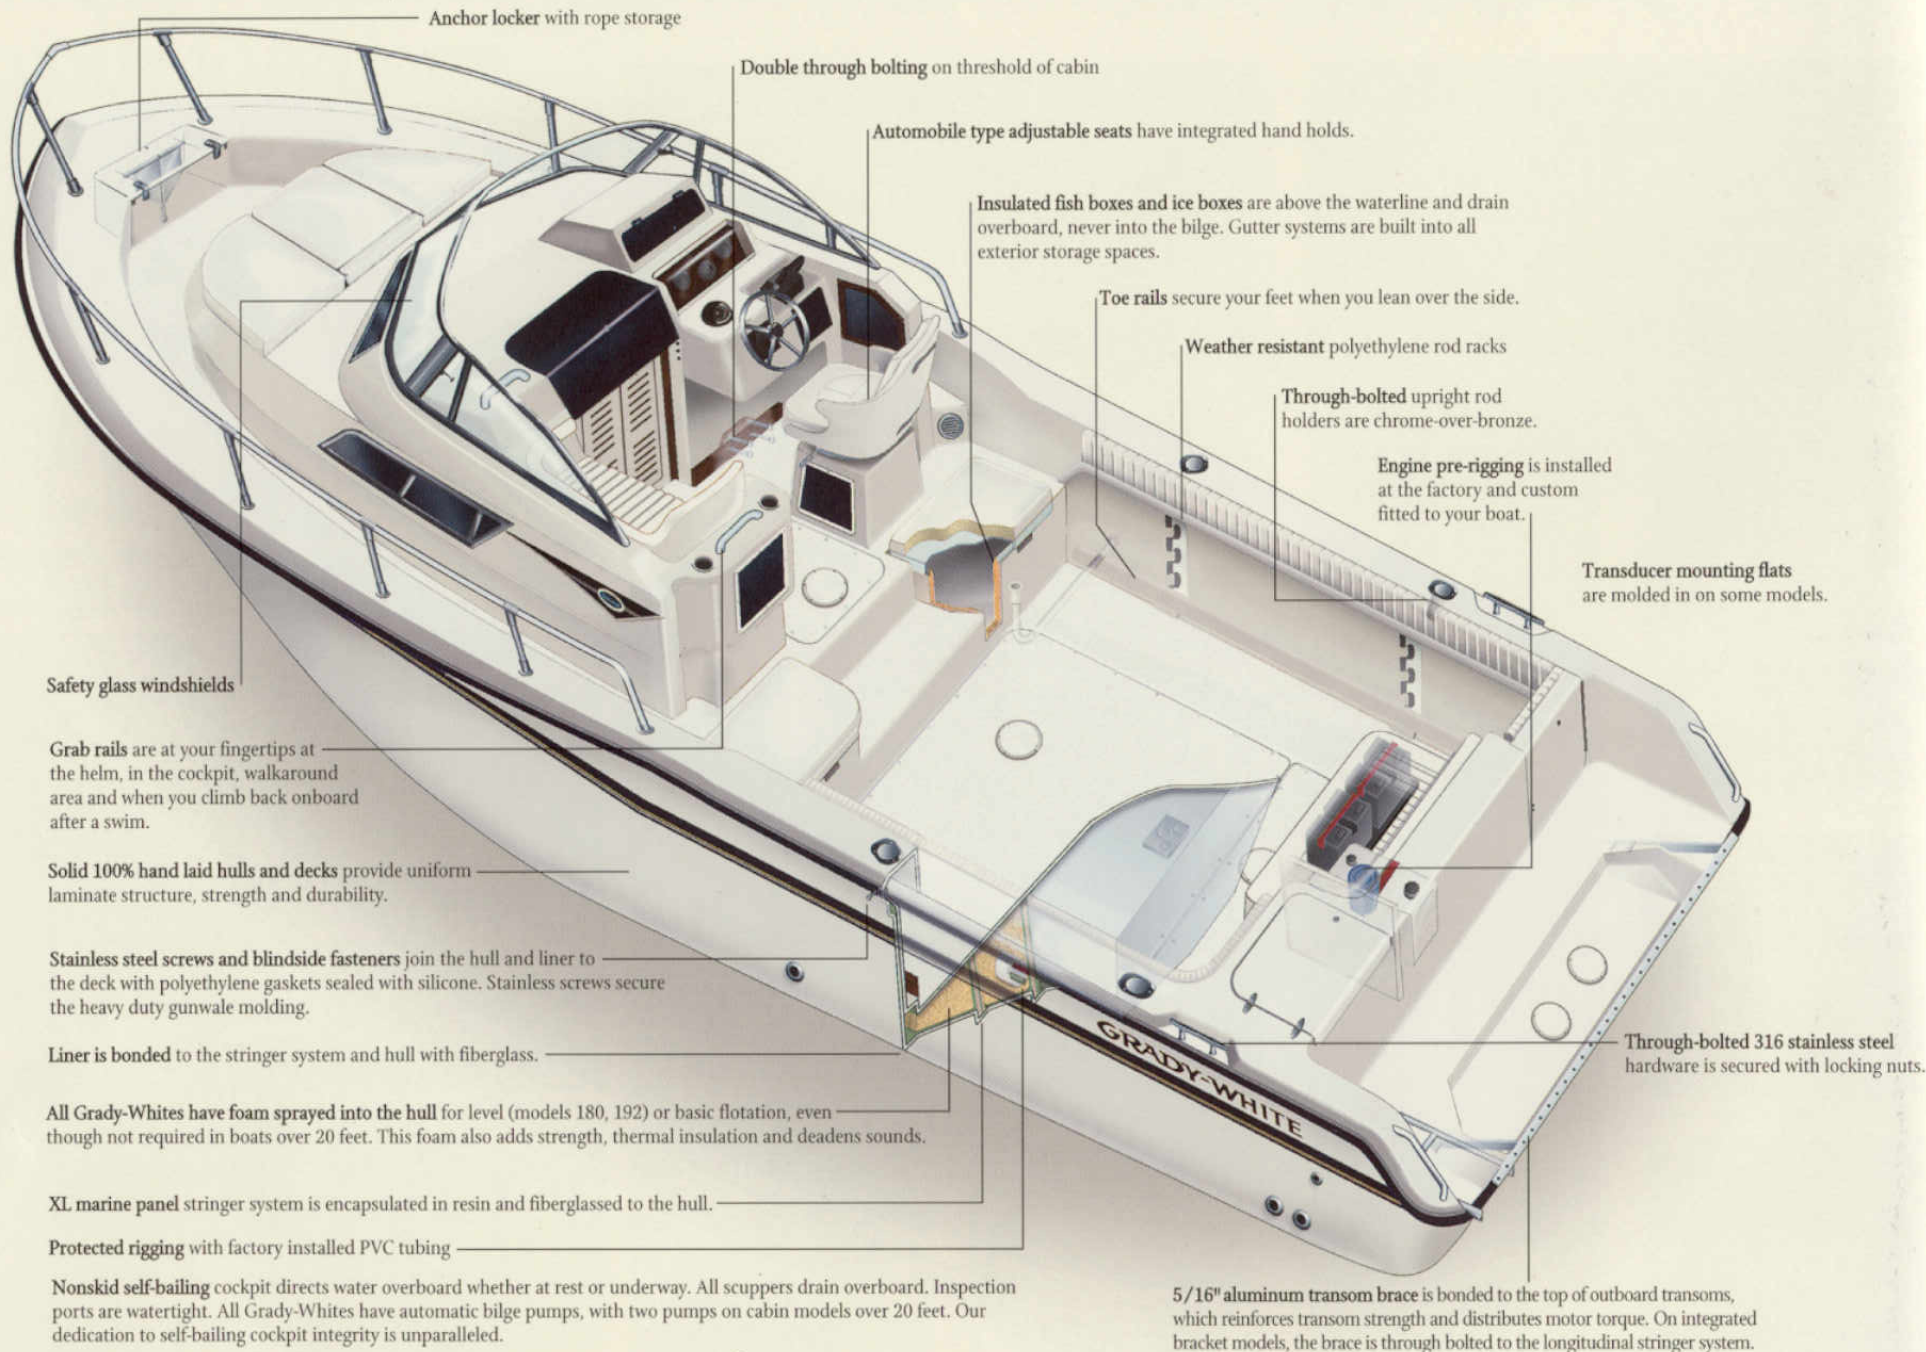 Anchor locker with rope storage
Double through bolting on threshold of cabin
Automobile type adjustable seats have integrated hand holds.
Insulated fish boxes and ice boxes are above the waterline and drain
overboard, never into the bilge. Gutter systems are built into all
exterior storage spaces.
Toe rails secure your feet when you lean over the side.
Weather resistant polyethylene rod racks
Through-bolted upright rod
holders are chrome-over-bronze.
Engine pre-rigging is installed
at the factory and custom
fitted to your boat.
Transducer mounting flats
are molded in on some models.
Safety glass windshields
Grab rails are at your fingertips at
the helm, in the cockpit, walkaround
area and when you climb back onboard
after a swim.
Solid 100% hand laid hulls and decks provide uniform
laminate structure, strength and durability.
Stainless steel screws and blindside fasteners join the hull and liner to
the deck with polyethylene gaskets sealed with silicone. Stainless screws secure
the heavy duty gunwale molding.
Liner is bonded to the stringer system and hull with fiberglass.
GRADY-WHITE
Through-bolted 316 stainless steel
hardware is secured with locking nuts.
All Grady-Whites have foam sprayed into the hull for level (models 180, 192) or basic flotation, even
though not required in boats over 20 feet. This foam also adds strength, thermal insulation and deadens sounds.
XL marine panel stringer system is encapsulated in resin and fiberglassed to the hull.
Protected rigging with factory installed PVC tubing
Nonskid self-bailing cockpit directs water overboard whether at rest or underway. All scuppers drain overboard. Inspection
ports are watertight. All Grady-Whites have automatic bilge pumps, with two pumps on cabin models over 20 feet. Our
dedication to self-bailing cockpit integrity is unparalleled.
5/16" aluminum transom brace is bonded to the top of outboard transoms,
which reinforces transom strength and distributes motor torque. On integrated
bracket models, the brace is through bolted to the longitudinal stringer system.